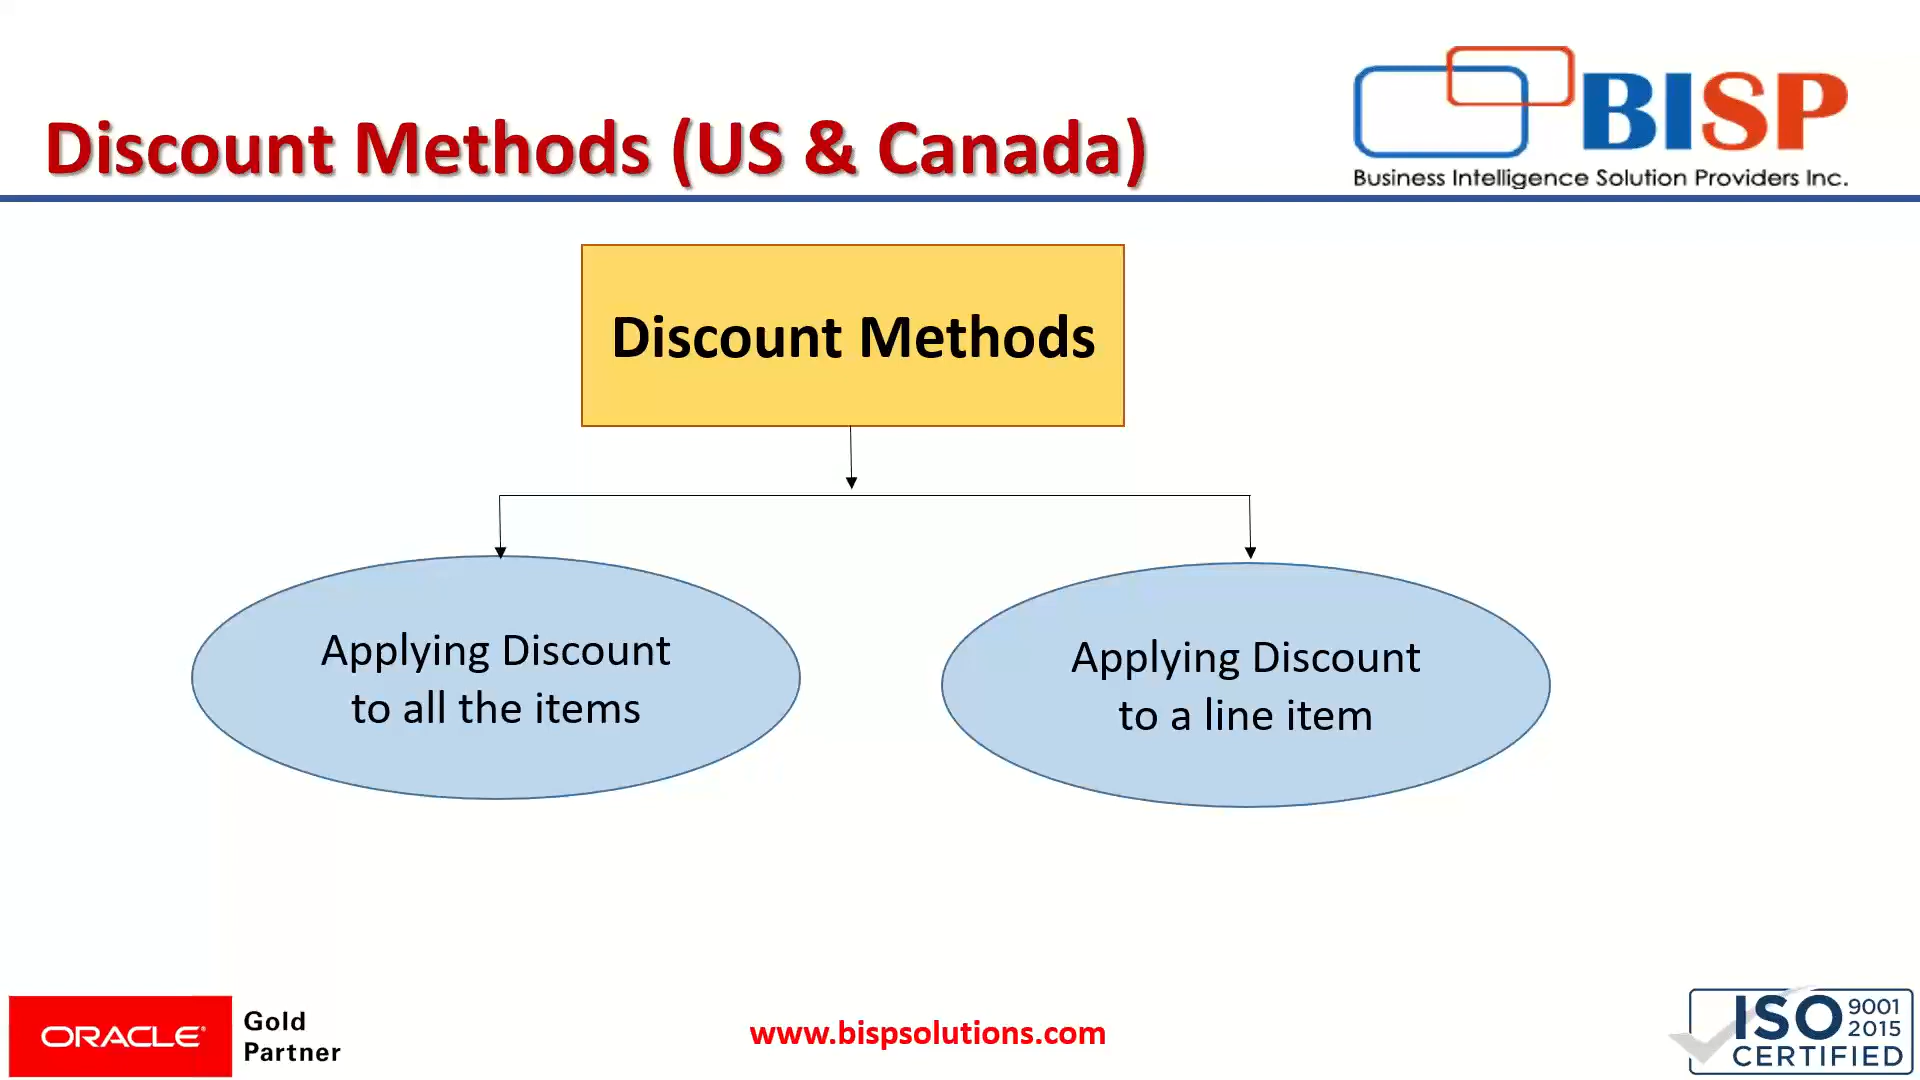 Discount Methods (US & Canada)
BISP
Business Intelligence Solution Providers Inc.
Discount Methods
Applying Discount
to all the items
Applying Discount
to a line item
ORACLE®
Gold
Partner
www.bispsolutions.com
ISO 9001
2015
CERTIFIED